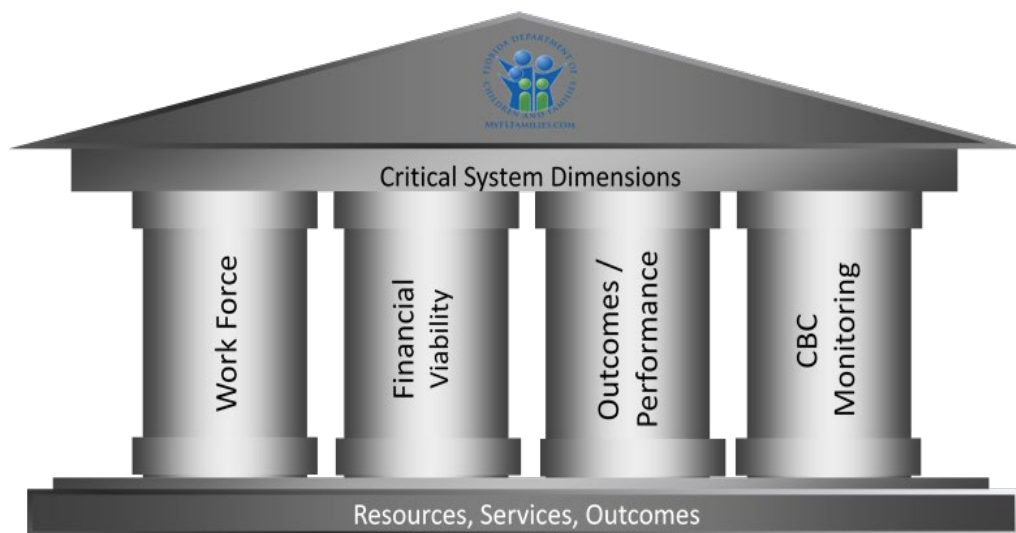 FLORIDA DEPARTMENT OF
CHILDREN AND FAMILIES
MYFLFAMILIES.COM
Critical System Dimensions
Work Force
Financial
Viability
Outcomes /
Performance
CBC
Monitoring
Resources, Services, Outcomes